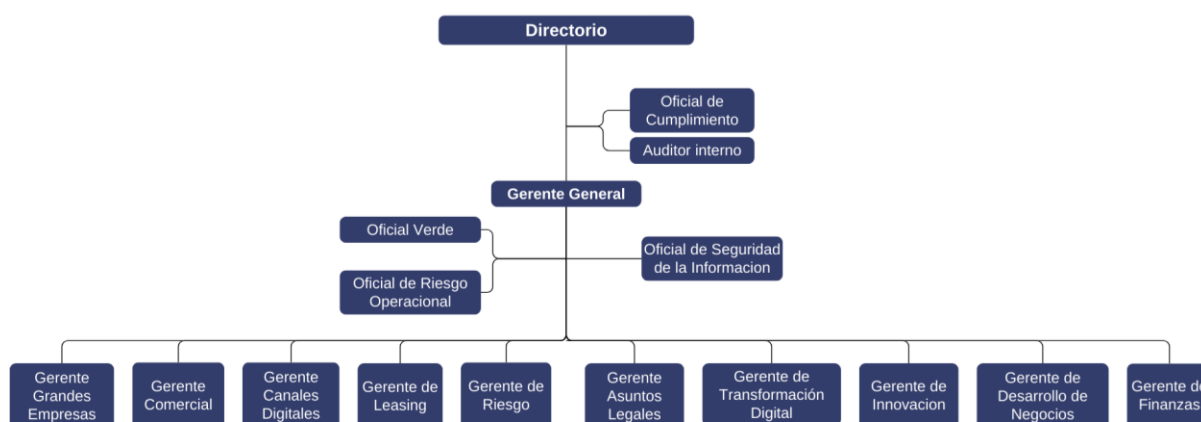 Directorio
Oficial de
Cumplimiento
Auditor interno
Gerente General
Oficial Verde
Oficial de Seguridad
de la Informacion
Oficial de Riesgo
Operacional
Gerente
Grandes
Empresas
Gerente
Comercial
Gerente
Canales
Digitales
Gerente de
Leasing
Gerente de
Riesgo
Gerente
Asuntos
Legales
Gerente de
Transformación
Digital
Gerente de
Innovacion
Gerente de
Desarrollo de
Negocios
Gerente de
Finanzas